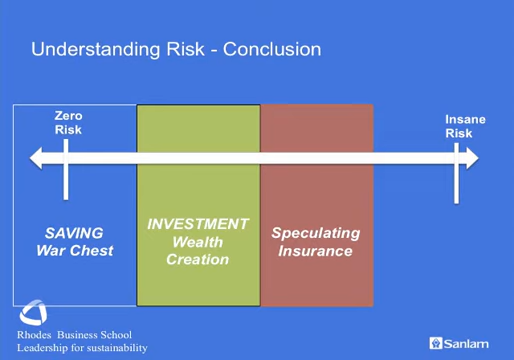 Understanding Risk - Conclusion
Zero
Risk
Insane
Risk
SAVING
War Chest
INVESTMENT
Wealth
Creation
Speculating
Insurance
Rhodes Business School
Leadership for sustainability
Sanlam